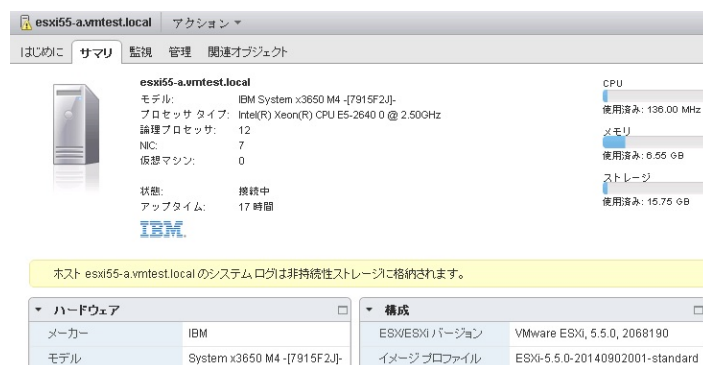 esxi55-a.vmtest.local アクション
はじめに サマリ 監視 管理 関連オブジェクト
esxi55-a.vmtest.local
モデル: IBM System x3650 M4 -[7915F2J]-
プロセッサ タイプ: Intel(R) Xeon(R) CPU E5-2640 0 @ 2.50GHz
論理プロセッサ: 12
NIC: 7
仮想マシン: 0
状態: 接続中
アップタイム: 17 時間
IBM.
CPU
使用済み: 136.00 MHz
メモリ
使用済み: 6.55 GB
ストレージ
使用済み: 15.75 GB
ホスト esxi55-a.vmtest.local のシステム ログは非持続性ストレージに格納されます。
ハードウェア
メーカー IBM
モデル System x3650 M4 -[7915F2J]-
構成
ESX/ESXi バージョン VMware ESXi, 5.5.0, 2068190
イメージ プロファイル ESXi-5.5.0-20140902001-standard